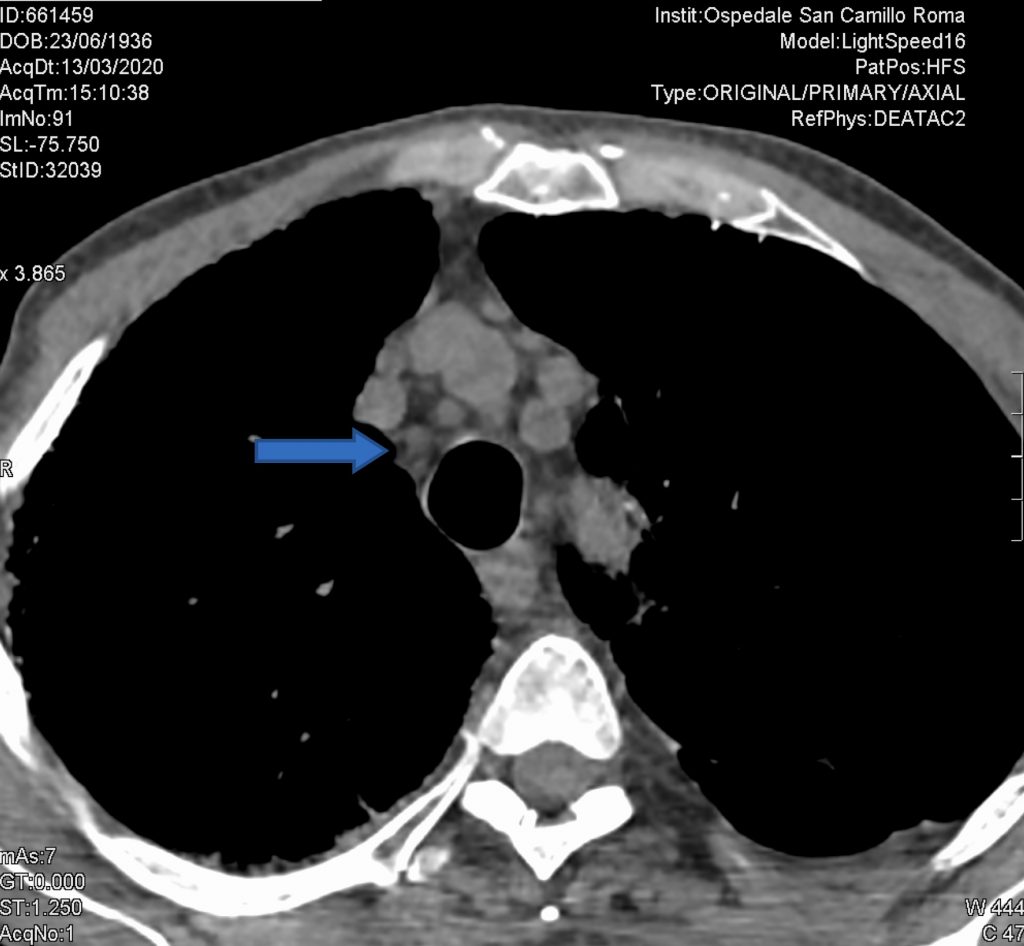 ID:661459
DOB:23/06/1936
AcqDt:13/03/2020
AcqTm:15:10:38
ImNo:91
SL:-75.750
StID:32039
Instit:Ospedale San Camillo Roma
Model:LightSpeed16
PatPos:HFS
Type:ORIGINAL/PRIMARY/AXIAL
RefPhys:DEATAC2
x 3.865
R
mAs:7
GT:0.000
ST:1.250
AcqNo:1
W 444
C 47